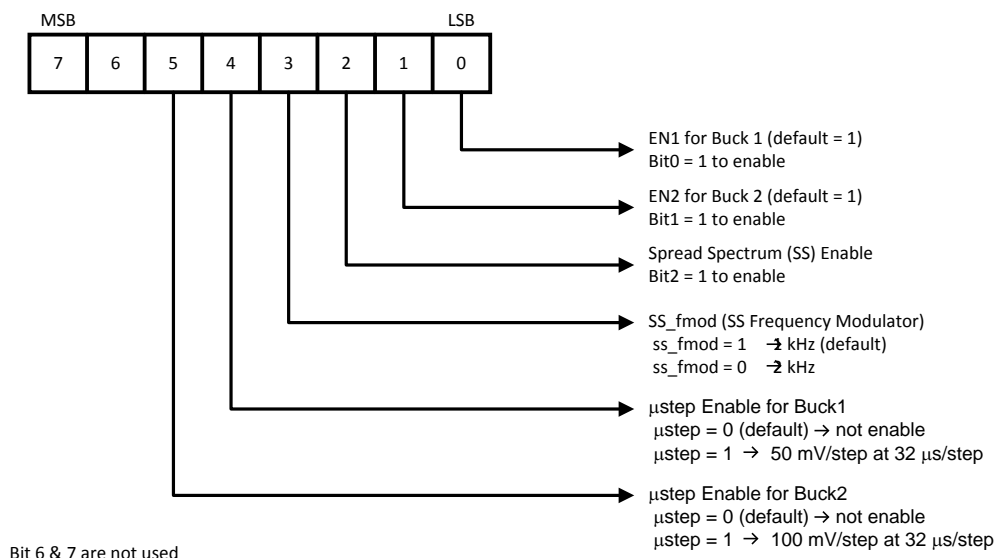 MSB LSB
7 6 5 4 3 2 1 0
EN1 for Buck 1 (default = 1)
Bit0 = 1 to enable
EN2 for Buck 2 (default = 1)
Bit1 = 1 to enable
Spread Spectrum (SS) Enable
Bit2 = 1 to enable
SS_fmod (SS Frequency Modulator)
ss_fmod = 1 → 1 kHz (default)
ss_fmod = 0 → 2 kHz
μstep Enable for Buck1
μstep = 0 (default) → not enable
μstep = 1 → 50 mV/step at 32 μs/step
μstep Enable for Buck2
μstep = 0 (default) → not enable
μstep = 1 → 100 mV/step at 32 μs/step
Bit 6 & 7 are not used